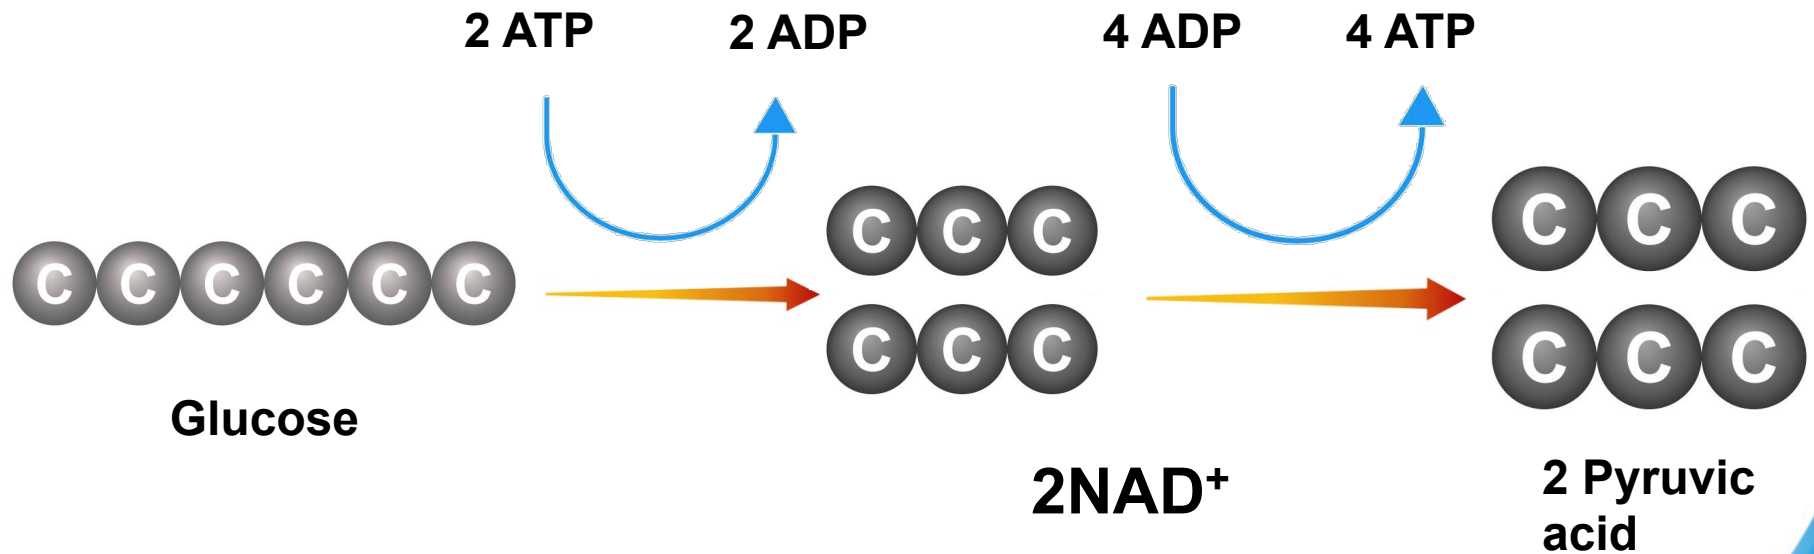 2 ATP 2 ADP 4 ADP 4 ATP
C C C C C C
C C C
C C C
C C C
C C C
Glucose
2NAD⁺
2 Pyruvic
acid